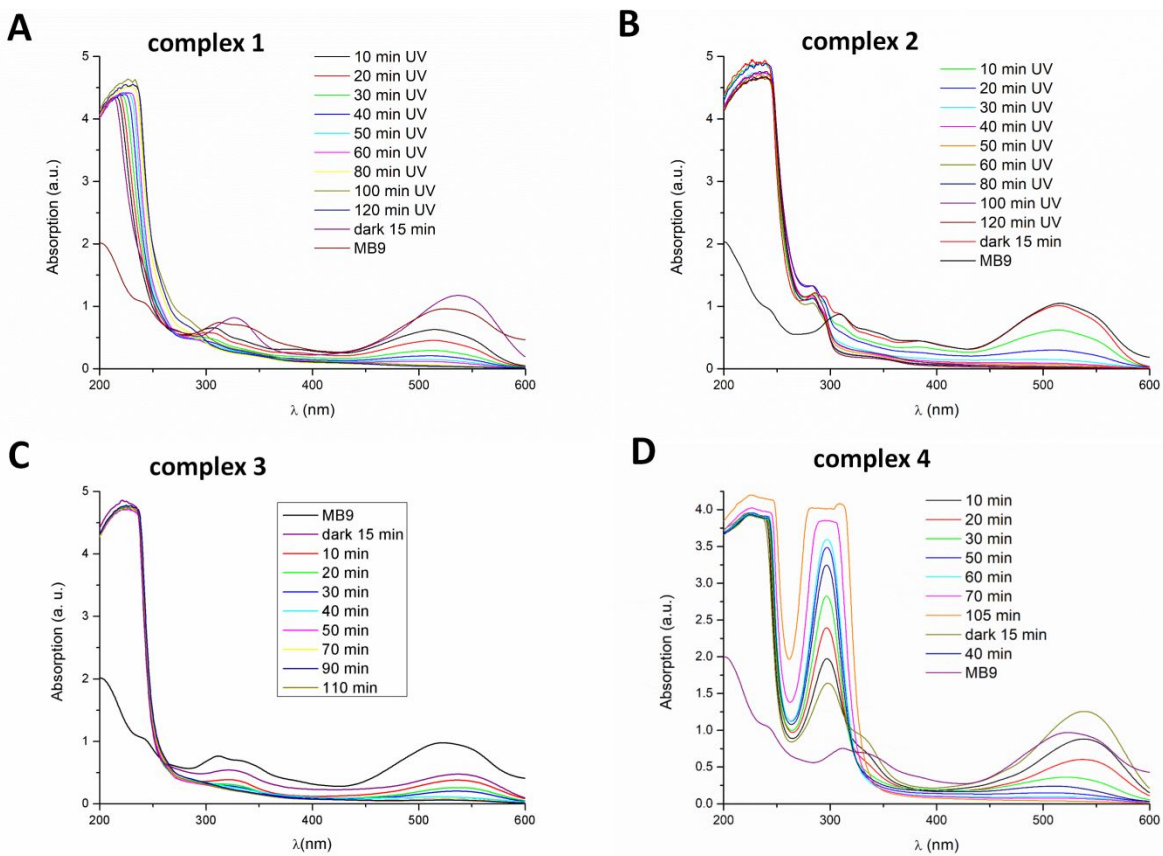 A
complex 1
5
4
3
2
1
0
200
300
400
500
600
Absorption (a.u.)
λ (nm)
10 min UV
20 min UV
30 min UV
40 min UV
50 min UV
60 min UV
80 min UV
100 min UV
120 min UV
dark 15 min
MB9
B
complex 2
5
4
3
2
1
0
200
300
400
500
600
Absorption (a.u.)
λ (nm)
10 min UV
20 min UV
30 min UV
40 min UV
50 min UV
60 min UV
80 min UV
100 min UV
120 min UV
dark 15 min
MB9
C
complex 3
5
4
3
2
1
0
200
300
400
500
600
Absorption (a. u.)
λ(nm)
MB9
dark 15 min
10 min
20 min
30 min
40 min
50 min
70 min
90 min
110 min
D
complex 4
4.0
3.5
3.0
2.5
2.0
1.5
1.0
0.5
0.0
200
300
400
500
600
Absorption (a.u.)
λ (nm)
10 min
20 min
30 min
50 min
60 min
70 min
105 min
dark 15 min
40 min
MB9